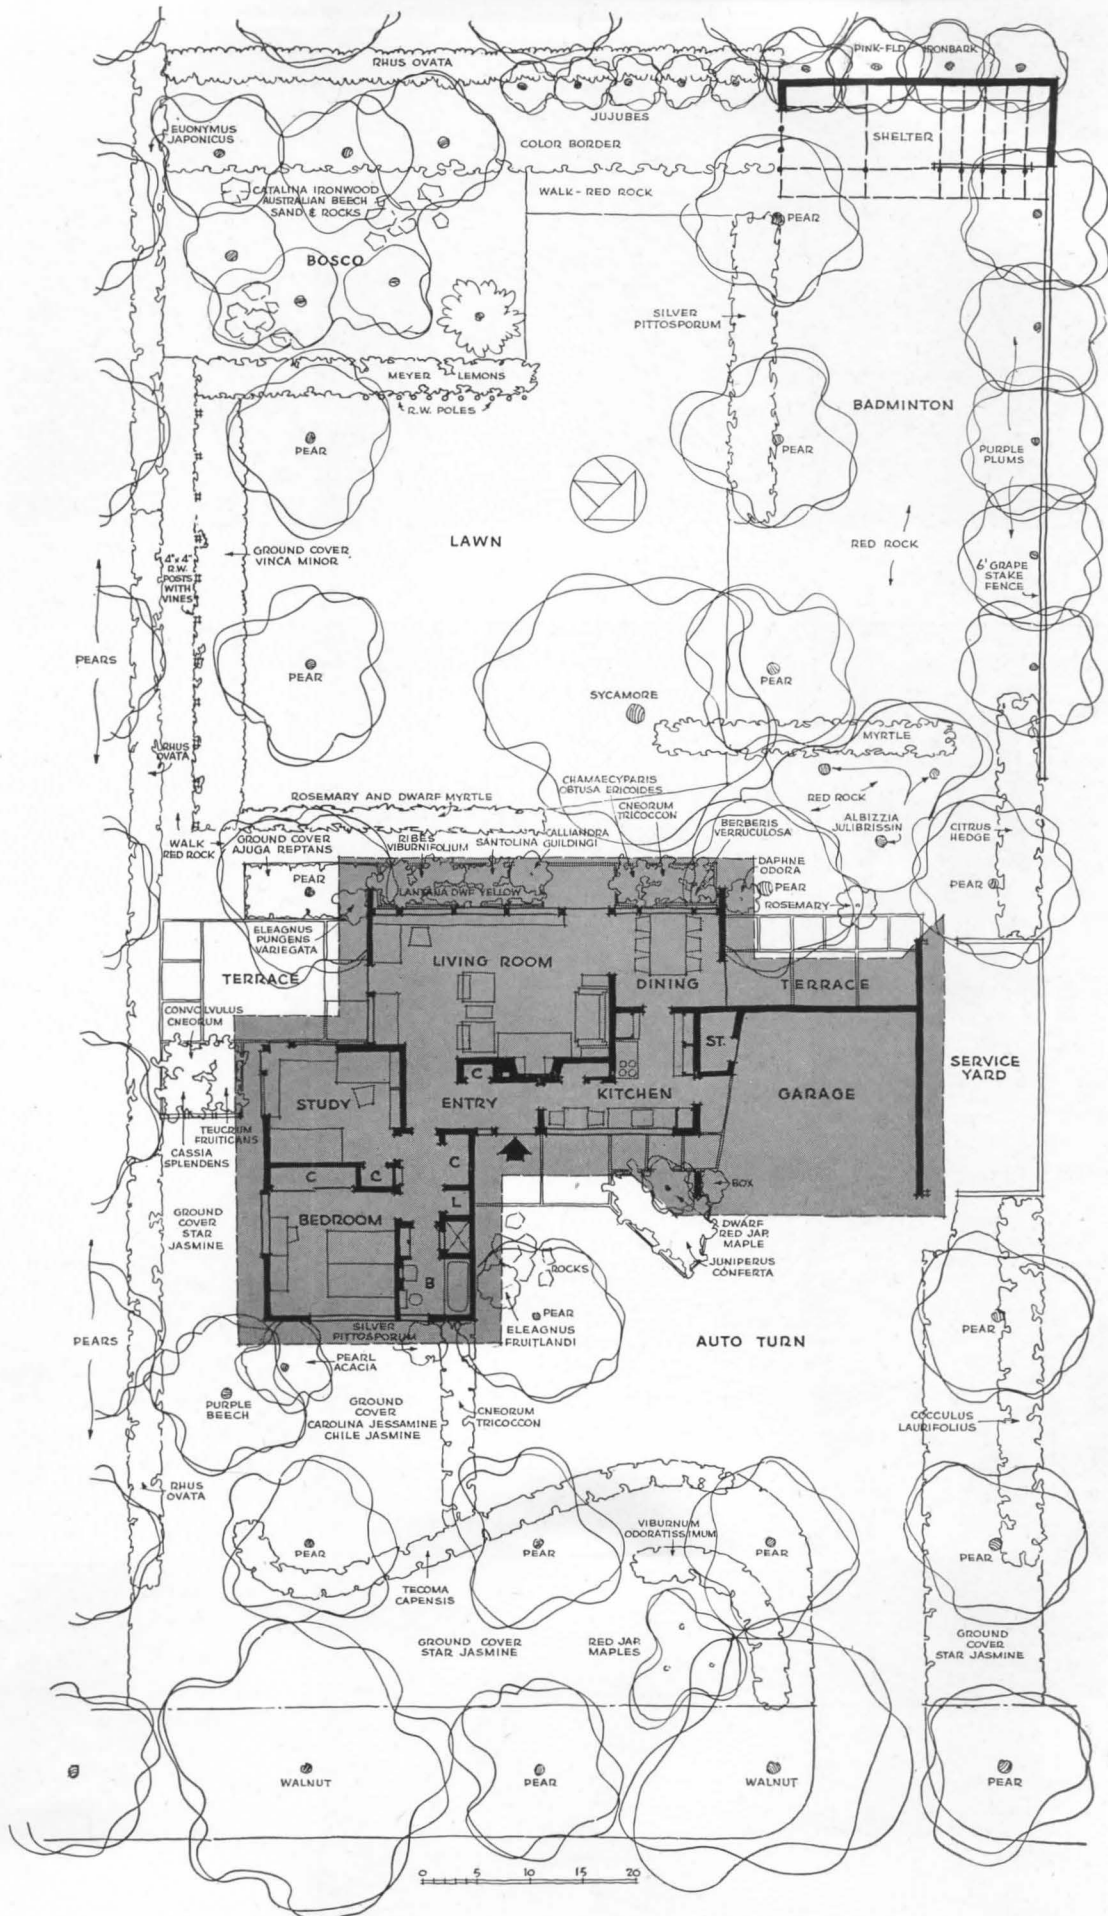 PINK-FLD IRONBARK
RHUS OVATA
JUJUBES
SHELTER
EUONYMUS
JAPONICUS
COLOR BORDER
CATALINA IRONWOOD
AUSTRALIAN BEECH
SAND & ROCKS
WALK-RED ROCK
PEAR
BOSCO
SILVER
PITTOSPORUM
MEYER LEMONS
R.W. POLES
BADMINTON
PEAR
PEAR
PURPLE
PLUMS
LAWN
RED ROCK
GROUND COVER
VINCA MINOR
4"x4"
R.W.
POSTS
WITH
VINES
6' GRAPE
STAKE
FENCE
PEARS
PEAR
PEAR
SYCAMORE
MYRTLE
RHUS
OVATA
CHAMAECYPARIS
OBTUSA ERICOIDES
CNEORUM
TRICOCCON
RED ROCK
ALBIZZIA
JULIBRISSIN
ROSEMARY AND DWARF MYRTLE
BERBERIS
VERRUCULOSA
CITRUS
HEDGE
WALK
RED ROCK
GROUND COVER
AJUGA REPTANS
RIBES
VIBURNIFOLIUM
SANTOLINA
CALLIANDRA
GUILDINGI
DAPHNE
ODORA
PEAR
LANTANA DWF YELLOW
PEAR
PEAR
ROSEMARY
ELEAGNUS
PUNGENS
VARIEGATA
TERRACE
LIVING ROOM
DINING
TERRACE
CONVOLVULUS
CNEORUM
ST.
SERVICE
YARD
C
STUDY
ENTRY
KITCHEN
GARAGE
TEUCRIUM
FRUITICANS
CASSIA
SPLENDENS
C
C
C
BOX
L
GROUND
COVER
STAR
JASMINE
BEDROOM
DWARF
RED JAP.
MAPLE
JUNIPERUS
CONFERTA
ROCKS
B
PEAR
ELEAGNUS
FRUITLANDI
SILVER
PITTOSPORUM
PEARS
AUTO TURN
PEAR
PEARL
ACACIA
PURPLE
BEECH
GROUND
COVER
CAROLINA JESSAMINE
CHILE JASMINE
CNEORUM
TRICOCCON
COCCULUS
LAURIFOLIUS
RHUS
OVATA
VIBURNUM
ODORATISSIMUM
PEAR
PEAR
PEAR
PEAR
TECOMA
CAPENSIS
GROUND COVER
STAR JASMINE
RED JAP.
MAPLES
GROUND
COVER
STAR JASMINE
WALNUT
PEAR
WALNUT
PEAR
0 5 10 15 20